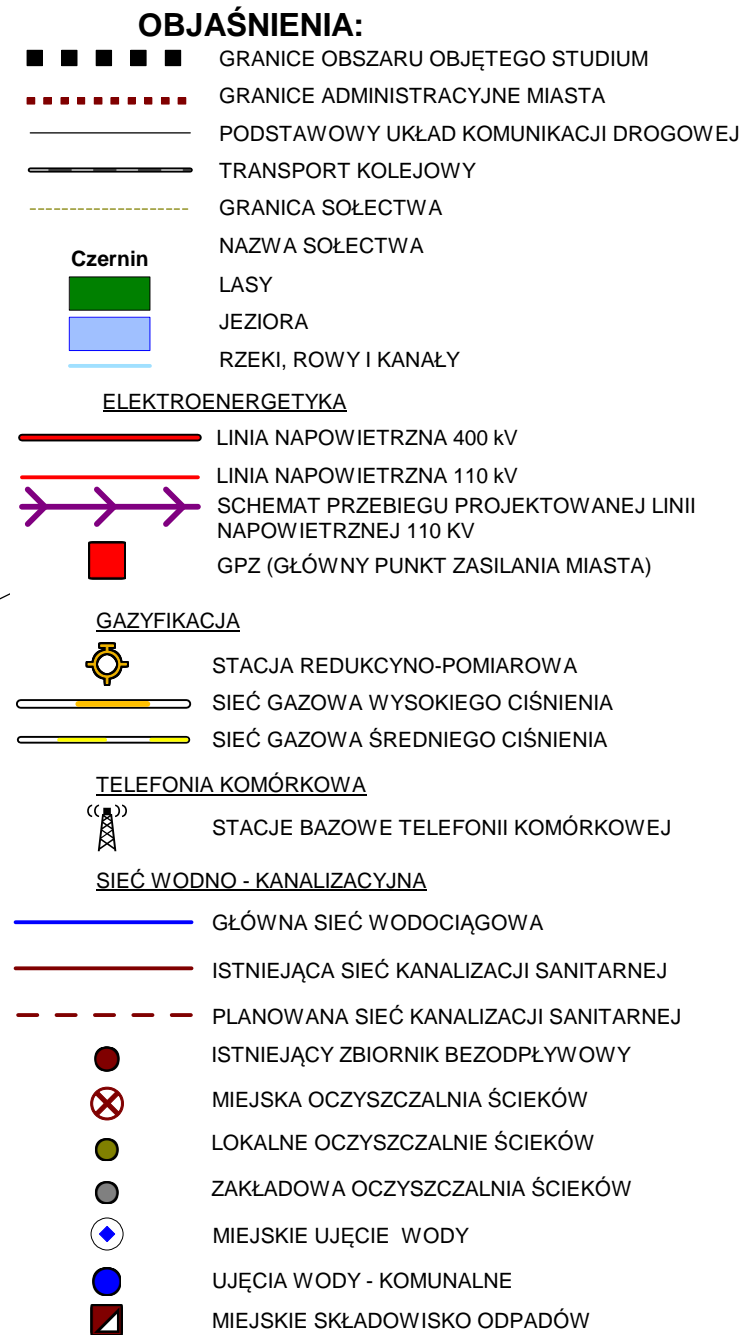 OBJAŚNIENIA:
GRANICE OBSZARU OBJĘTEGO STUDIUM
GRANICE ADMINISTRACYJNE MIASTA
PODSTAWOWY UKŁAD KOMUNIKACJI DROGOWEJ
TRANSPORT KOLEJOWY
GRANICA SOŁECTWA
Czernin NAZWA SOŁECTWA
LASY
JEZIORA
RZEKI, ROWY I KANAŁY
ELEKTROENERGETYKA
LINIA NAPOWIETRZNA 400 kV
LINIA NAPOWIETRZNA 110 kV
SCHEMAT PRZEBIEGU PROJEKTOWANEJ LINII
NAPOWIETRZNEJ 110 KV
GPZ (GŁÓWNY PUNKT ZASILANIA MIASTA)
GAZYFIKACJA
STACJA REDUKCYNO-POMIAROWA
SIEĆ GAZOWA WYSOKIEGO CIŚNIENIA
SIEĆ GAZOWA ŚREDNIEGO CIŚNIENIA
TELEFONIA KOMÓRKOWA
STACJE BAZOWE TELEFONII KOMÓRKOWEJ
SIEĆ WODNO - KANALIZACYJNA
GŁÓWNA SIEĆ WODOCIĄGOWA
ISTNIEJĄCA SIEĆ KANALIZACJI SANITARNEJ
PLANOWANA SIEĆ KANALIZACJI SANITARNEJ
ISTNIEJĄCY ZBIORNIK BEZODPŁYWOWY
MIEJSKA OCZYSZCZALNIA ŚCIEKÓW
LOKALNE OCZYSZCZALNIE ŚCIEKÓW
ZAKŁADOWA OCZYSZCZALNIA ŚCIEKÓW
MIEJSKIE UJĘCIE WODY
UJĘCIA WODY - KOMUNALNE
MIEJSKIE SKŁADOWISKO ODPADÓW